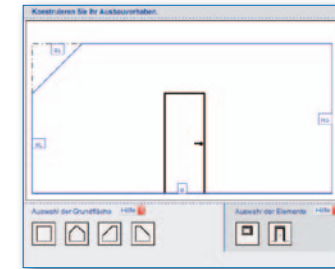 Konstruieren Sie Ihr Ausbauvorhaben.
Auswahl der Grundfläche Hilfe
Auswahl der Elemente Hilfe